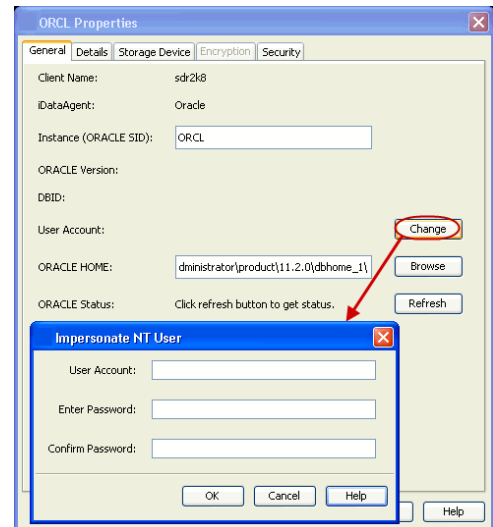 ORCL Properties
General Details Storage Device Encryption Security
Client Name: sdr2k8
iDataAgent: Oracle
Instance (ORACLE SID): ORCL
ORACLE Version:
DBID:
User Account: Change
ORACLE HOME: dministrator\product\11.2.0\dbhome_1\ Browse
ORACLE Status: Click refresh button to get status. Refresh
Impersonate NT User
User Account:
Enter Password:
Confirm Password:
OK Cancel Help
Help